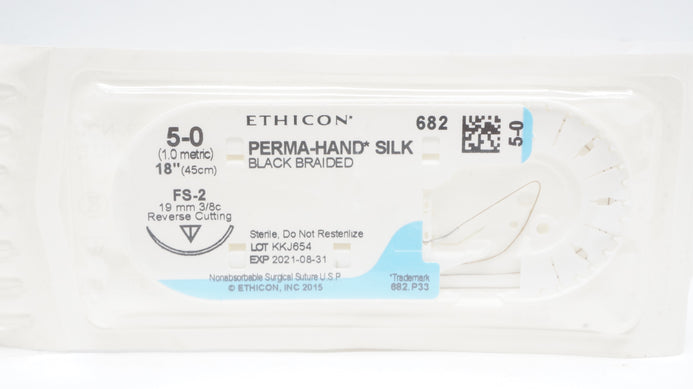 ETHICON*
682
5-0
5-0
(1.0 metric)
18" (45cm)
PERMA-HAND* SILK
BLACK BRAIDED
FS-2
19 mm 3/8c
Reverse Cutting
Sterile, Do Not Resterilize
LOT KKJ654
EXP 2021-08-31
Nonabsorbable Surgical Suture U.S.P.
© ETHICON, INC 2015
*Trademark
682.P33